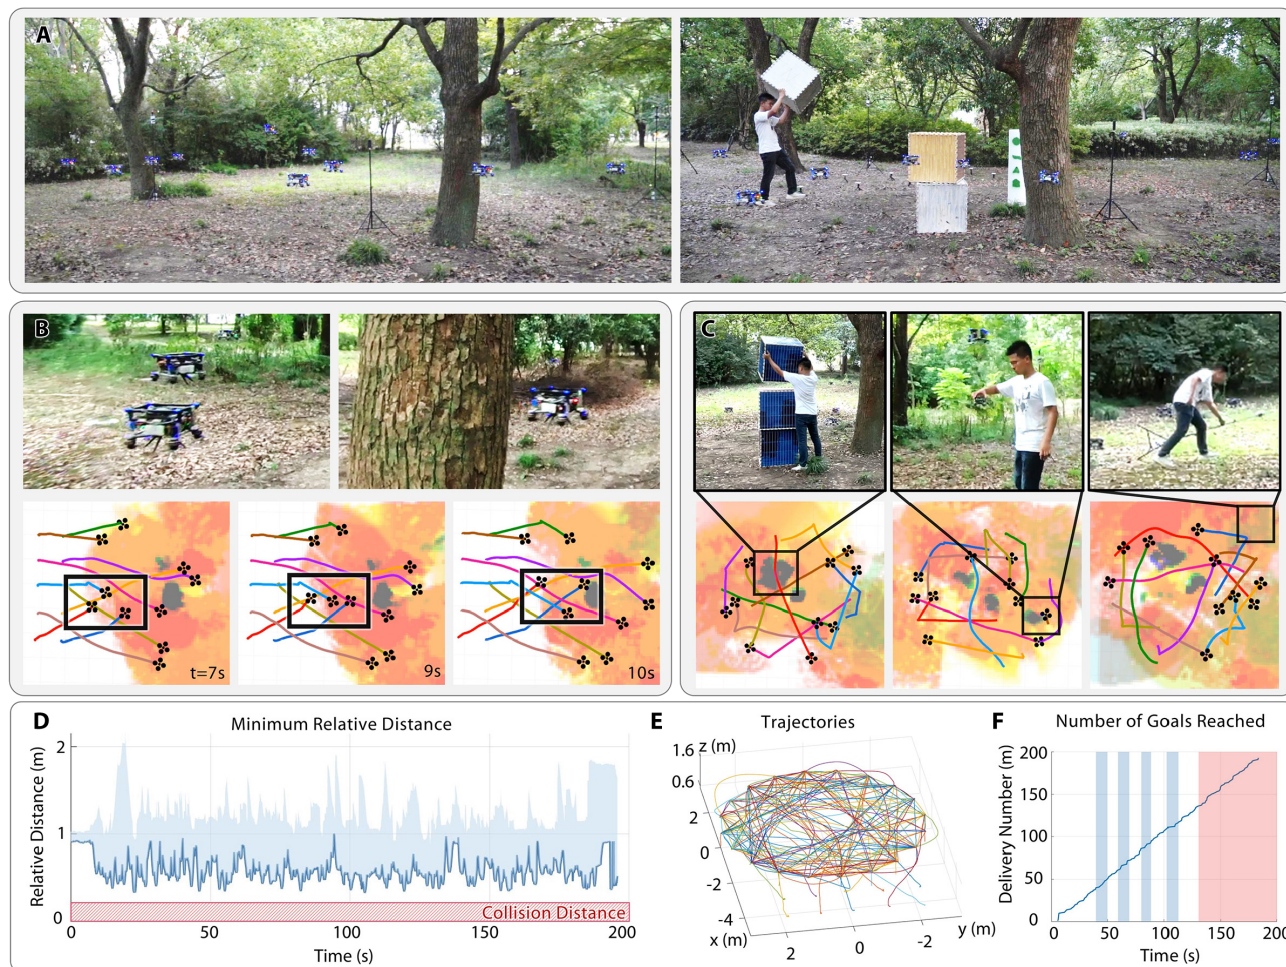 A
B
t=7s
9s
10s
C
D
Minimum Relative Distance
Relative Distance (m)
2
1
0
Collision Distance
0
50
100
150
200
Time (s)
E
Trajectories
1.6
z (m)
0.6
2
0
-2
-4
x (m)
2
0
-2
y (m)
F
Number of Goals Reached
Delivery Number (m)
200
150
100
50
0
0
50
100
150
200
Time (s)